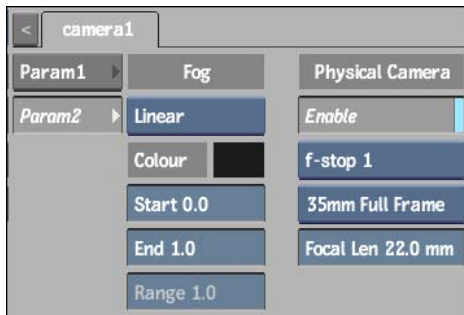 < camera1
Param1 Fog Physical Camera
Param2 Linear Enable
Colour f-stop 1
Start 0.0 35mm Full Frame
End 1.0 Focal Len 22.0 mm
Range 1.0